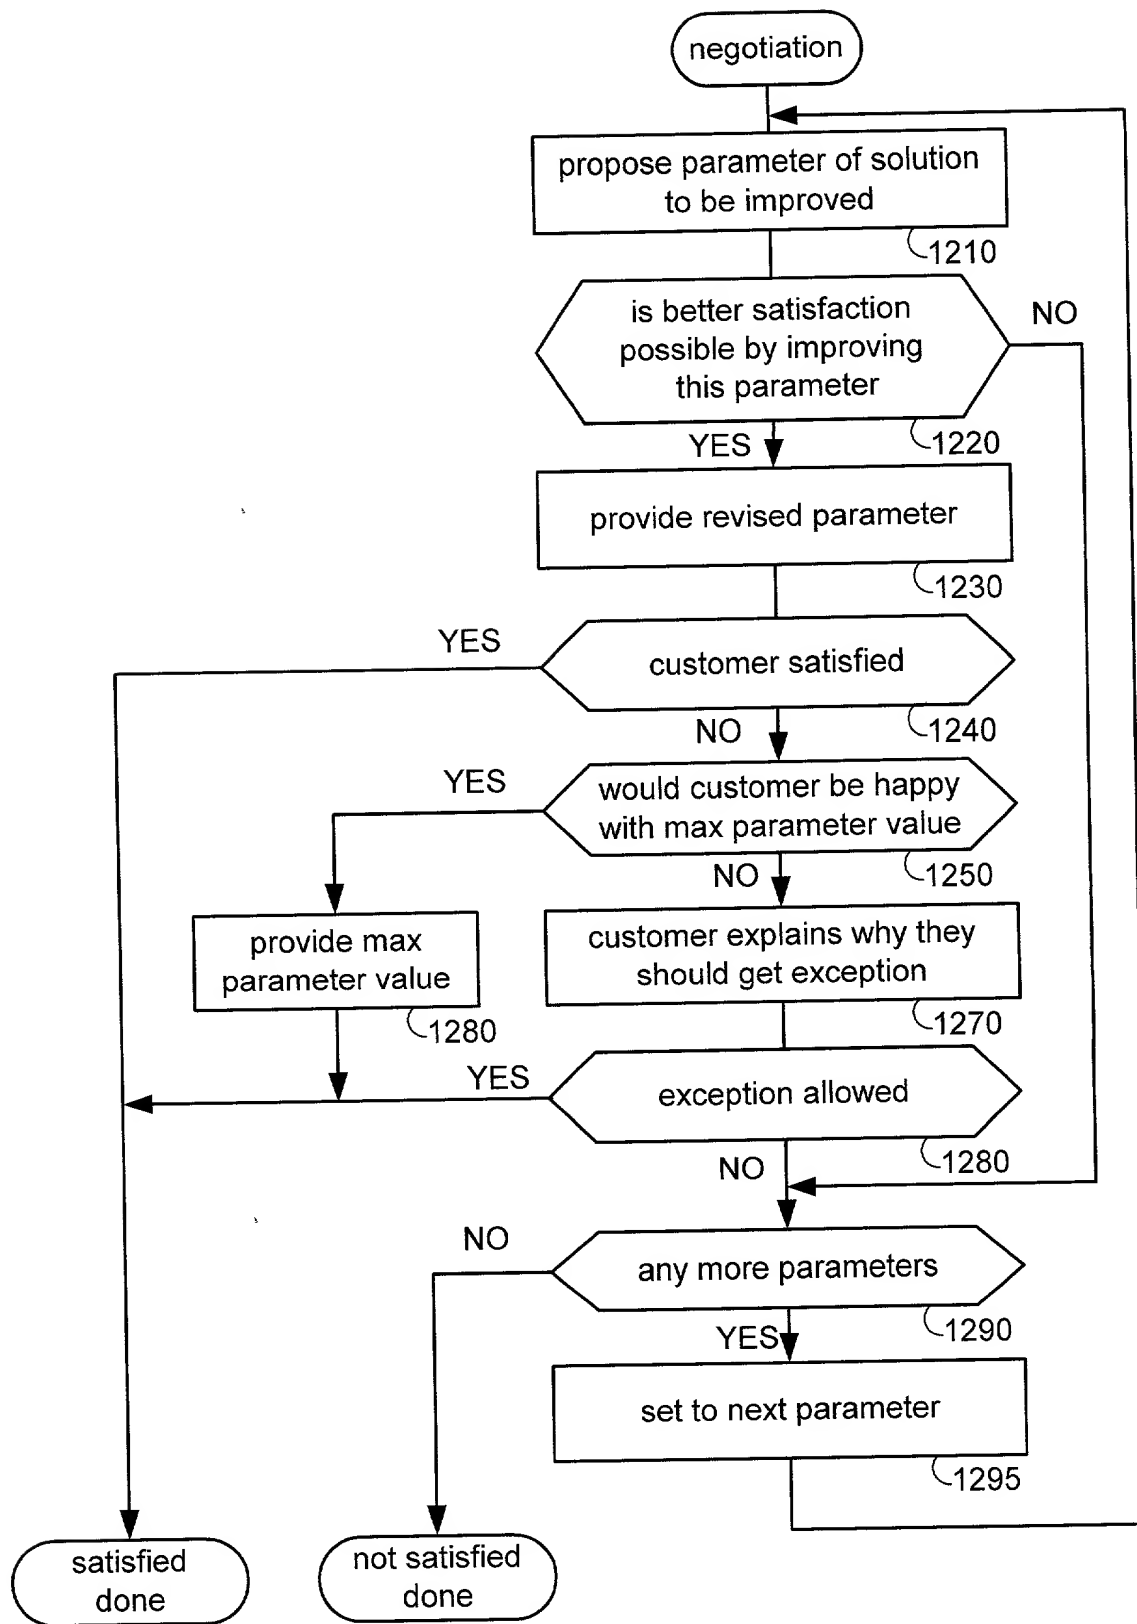 negotiation
propose parameter of solution
to be improved
1210
is better satisfaction
possible by improving
this parameter
NO
1220
YES
provide revised parameter
1230
YES
customer satisfied
1240
NO
YES
would customer be happy
with max parameter value
1250
NO
provide max
parameter value
1280
customer explains why they
should get exception
1270
YES
exception allowed
1280
NO
NO
any more parameters
1290
YES
set to next parameter
1295
satisfied
done
not satisfied
done